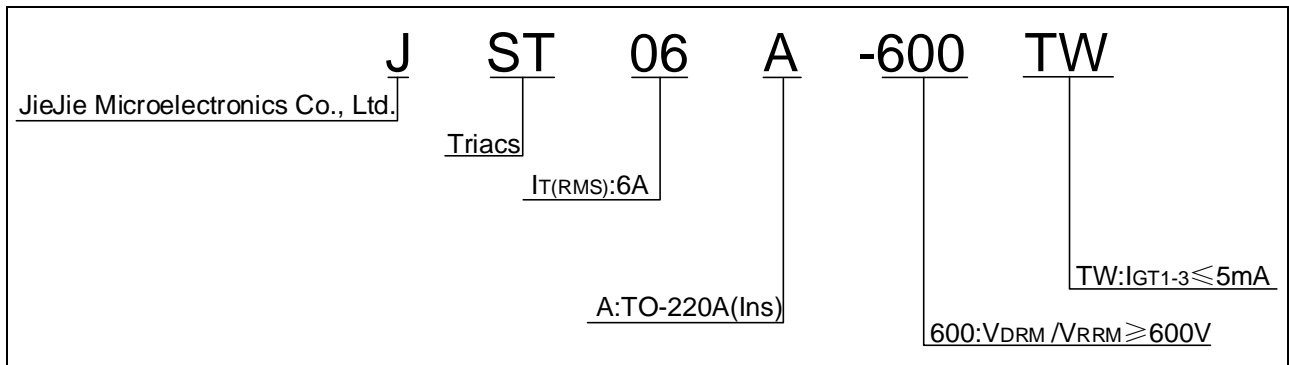 J ST 06 A -600 TW
JieJie Microelectronics Co., Ltd.
Triacs
IT(RMS):6A
TW:IGT1-3≤5mA
A:TO-220A(Ins)
600:VDRM /VRRM≥600V